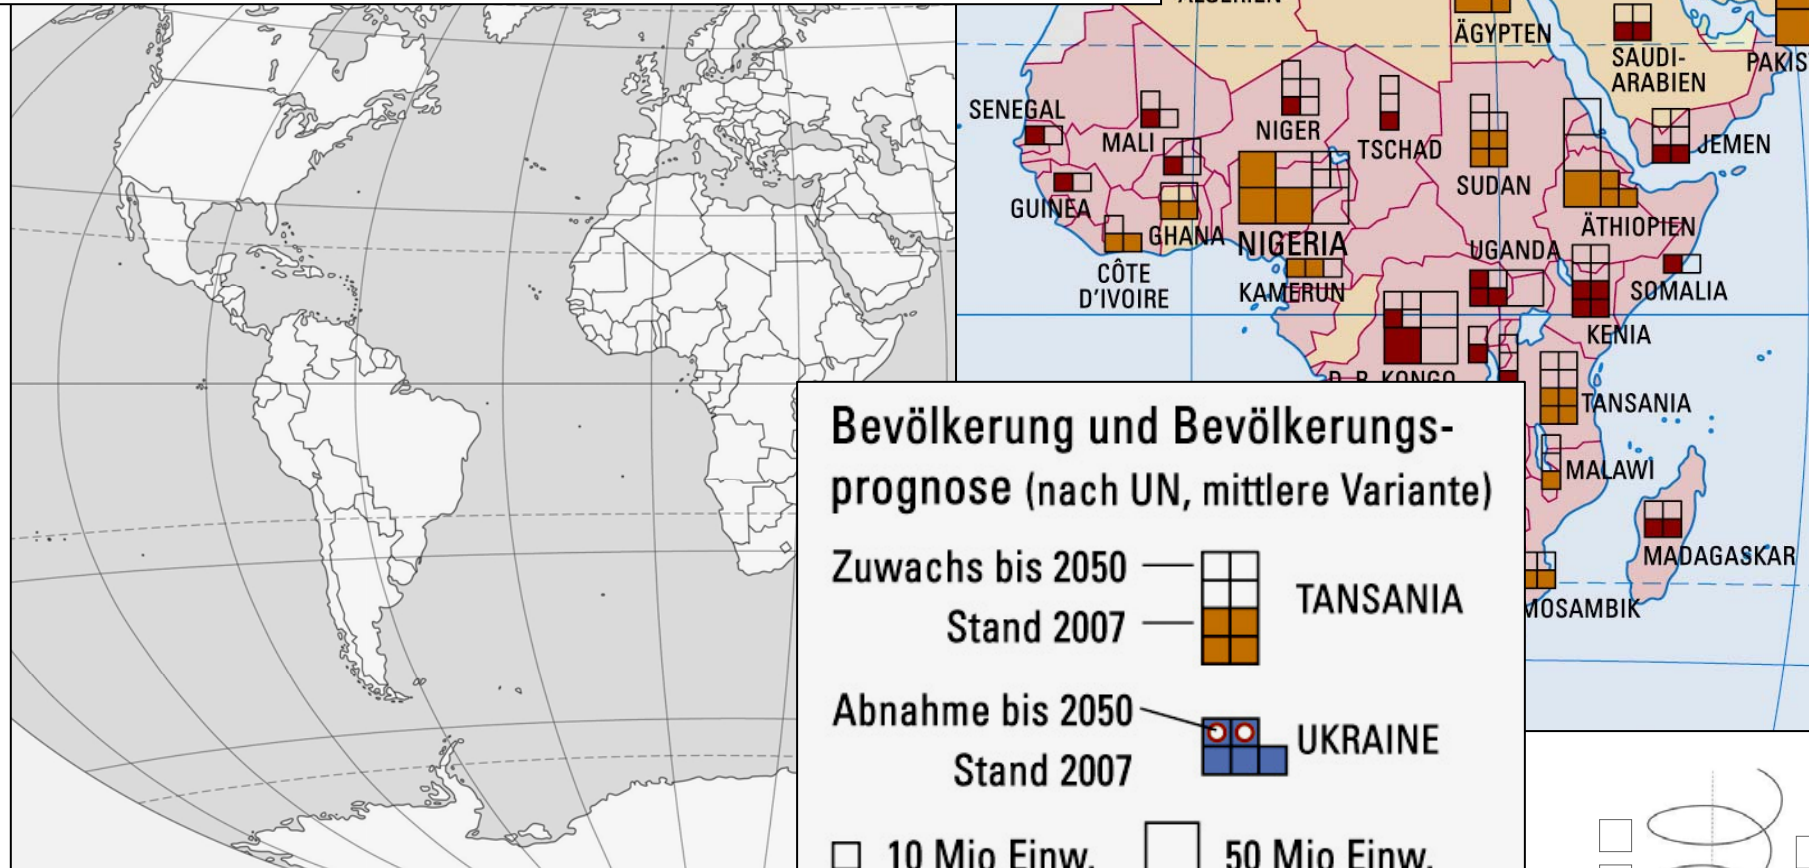 ÄGYPTEN
SAUDI-
ARABIEN
PAKIS
SENEGAL
MALI
NIGER
TSCHAD
JEMEN
SUDAN
GUINEA
GHANA
NIGERIA
ÄTHIOPIEN
UGANDA
CÔTE
D'IVOIRE
KAMERUN
SOMALIA
KENIA
D. R. KONGO
TANSANIA
MALAWI
MADAGASKAR
MOSAMBIK
Bevölkerung und Bevölkerungs-
prognose (nach UN, mittlere Variante)
Zuwachs bis 2050
Stand 2007
TANSANIA
Abnahme bis 2050
Stand 2007
UKRAINE
10 Mio Einw.
50 Mio Einw.